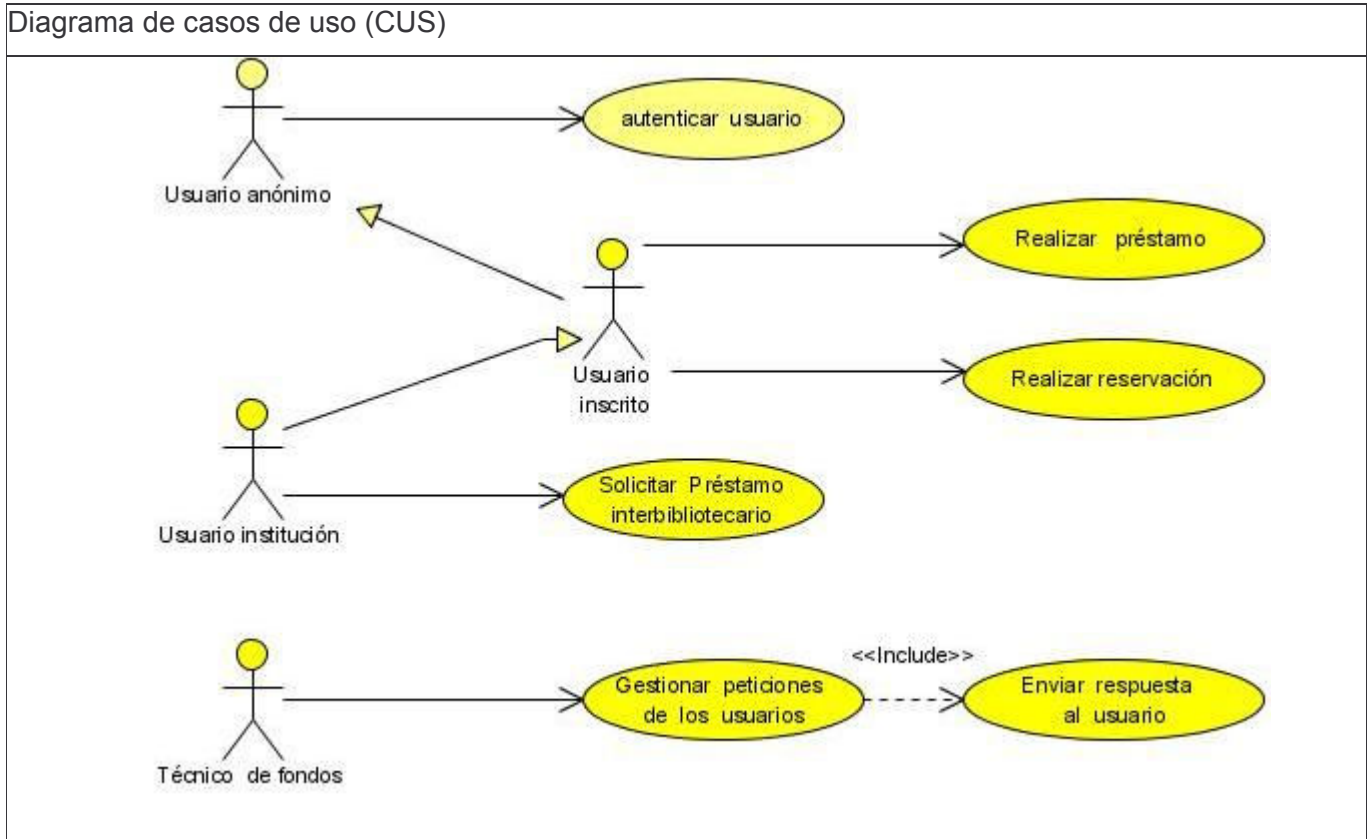 Diagrama de casos de uso (CUS)
autenticar usuario
Usuario anónimo
Realizar préstamo
Usuario
inscrito
Realizar reservación
Solicitar Préstamo
interbibliotecario
Usuario institución
<<Include>>
Gestionar peticiones
de los usuarios
Enviar respuesta
al usuario
Técnico de fondos